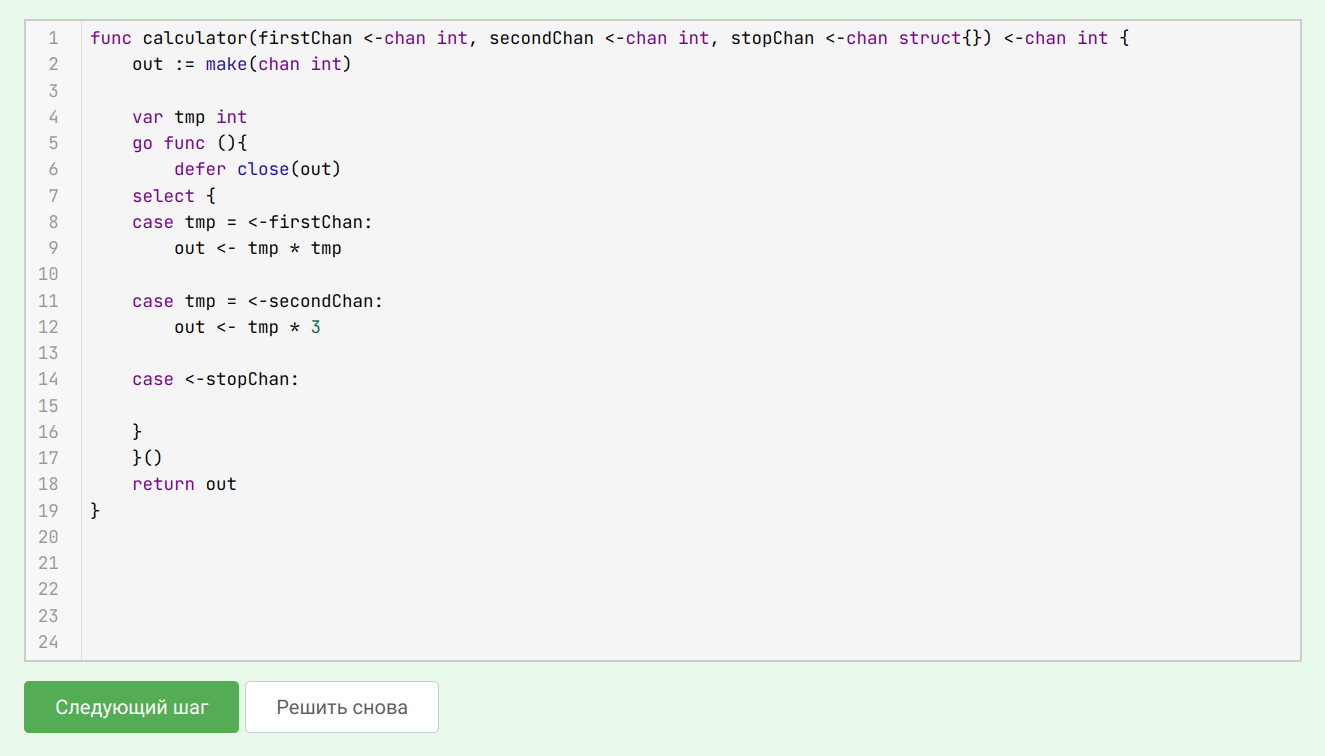 1 func calculator(firstChan <-chan int, secondChan <-chan int, stopChan <-chan struct{}) <-chan int {
2     out := make(chan int)
3
4     var tmp int
5     go func (){
6         defer close(out)
7     select {
8     case tmp = <-firstChan:
9         out <- tmp * tmp
10
11     case tmp = <-secondChan:
12         out <- tmp * 3
13
14     case <-stopChan:
15
16     }
17     }()
18     return out
19 }
20
21
22
23
24
Следующий шаг Решить снова